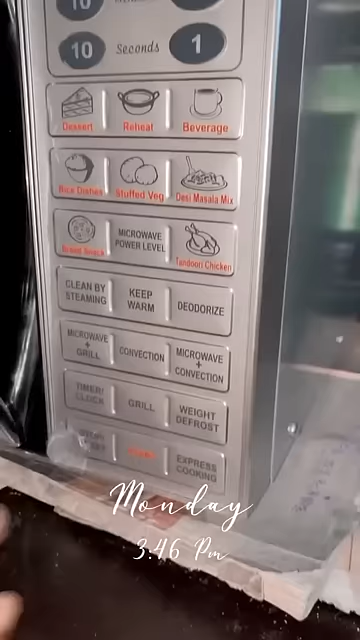 10 Seconds 1
Dessert Reheat Beverage
Rice Dishes Stuffed Veg Desi Masala Mix
MICROWAVE
POWER LEVEL
Tandoori Chicken
CLEAN BY
STEAMING
KEEP
WARM
DEODORIZE
MICROWAVE
+
GRILL
CONVECTION
MICROWAVE
+
CONVECTION
TIMER/
CLOCK
GRILL
WEIGHT
DEFROST
EXPRESS
COOKING
Monday
3.46 Pm